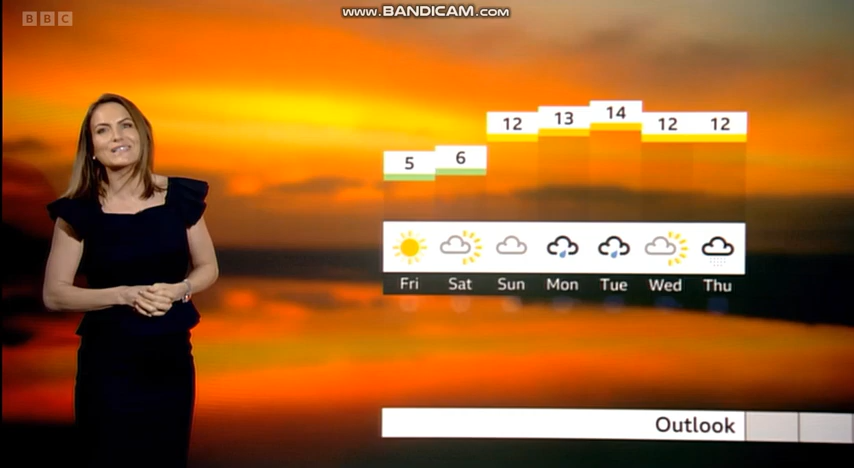 BBC
www.BANDICAM.com
5 6 12 13 14 12 12
Fri Sat Sun Mon Tue Wed Thu
Outlook